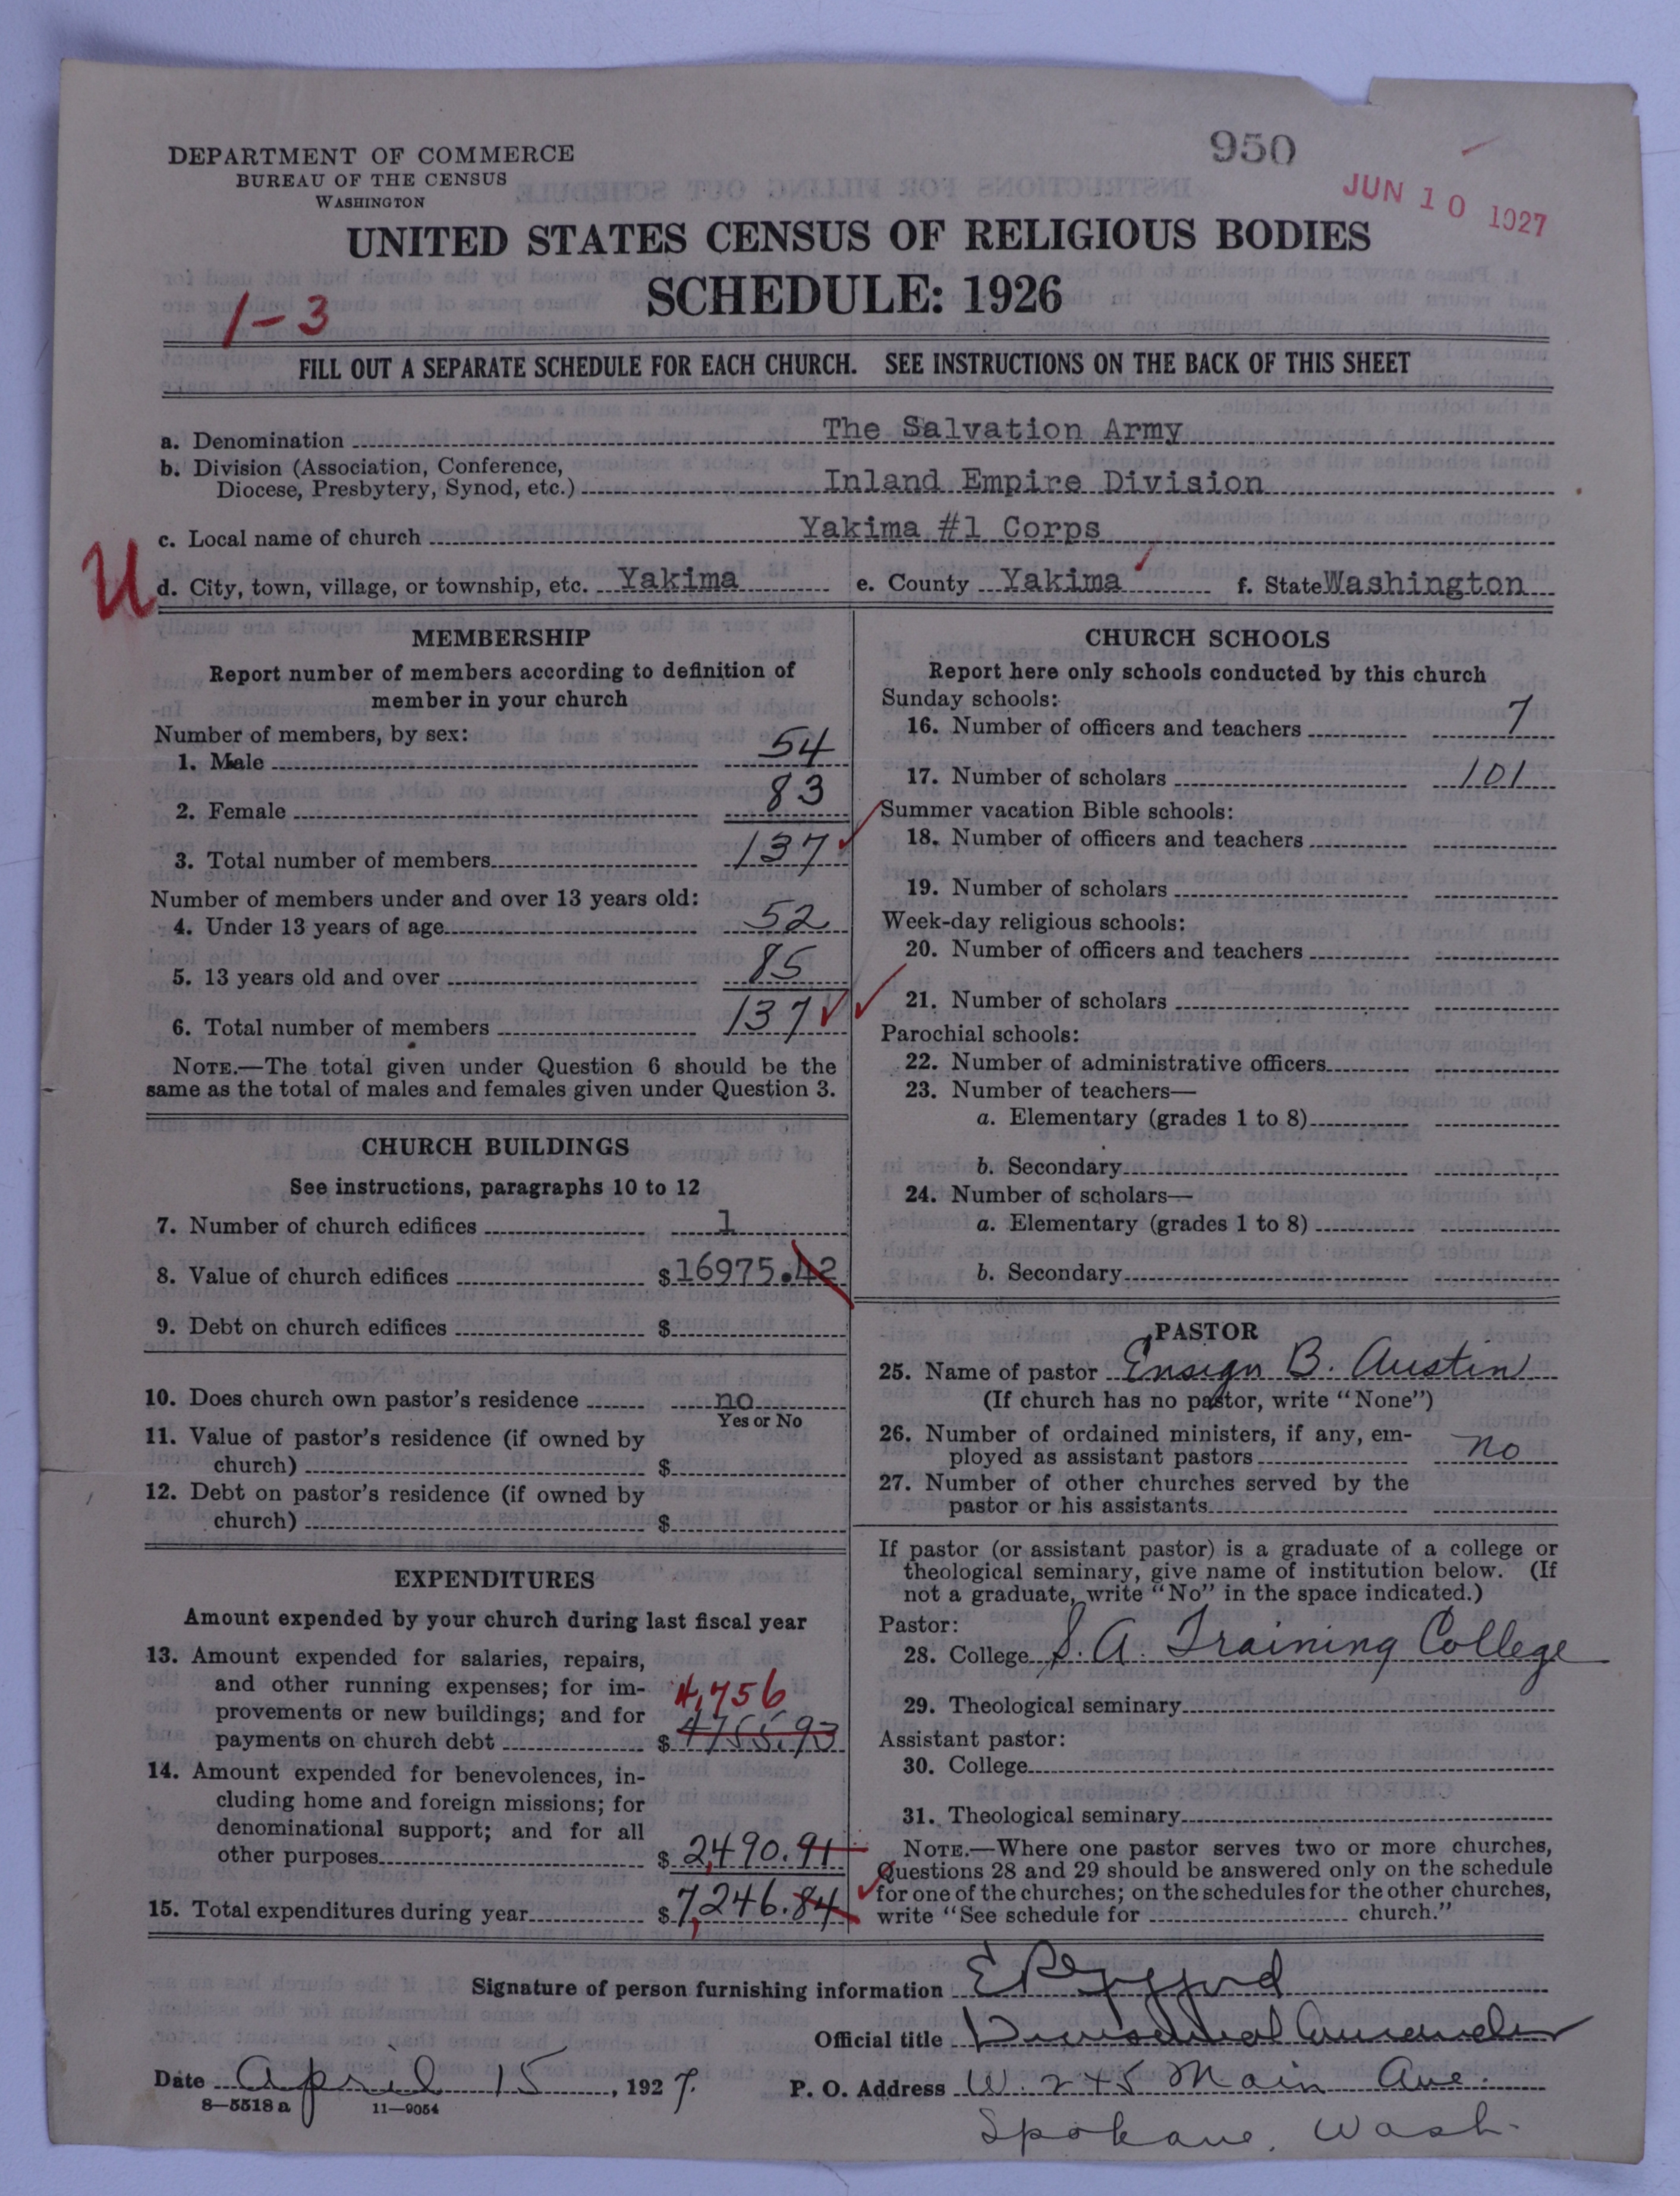 950
DEPARTMENT OF COMMERCE
BUREAU OF THE CENSUS
WASHINGTON
JUN 10 1927
UNITED STATES CENSUS OF RELIGIOUS BODIES
SCHEDULE: 1926
1-3
FILL OUT A SEPARATE SCHEDULE FOR EACH CHURCH. SEE INSTRUCTIONS ON THE BACK OF THIS SHEET
a. Denomination The Salvation Army
b. Division (Association, Conference,
Diocese, Presbytery, Synod, etc.) Inland Empire Division
c. Local name of church Yakima #1 Corps
U
d. City, town, village, or township, etc. Yakima e. County Yakima f. State Washington
MEMBERSHIP
Report number of members according to definition of
member in your church
Number of members, by sex:
1. Male 54
2. Female 83
3. Total number of members 137
Number of members under and over 13 years old:
4. Under 13 years of age 52
5. 13 years old and over 85
6. Total number of members 137
NOTE.—The total given under Question 6 should be the
same as the total of males and females given under Question 3.
CHURCH BUILDINGS
See instructions, paragraphs 10 to 12
7. Number of church edifices 1
8. Value of church edifices $16975.42
9. Debt on church edifices $
10. Does church own pastor's residence no
Yes or No
11. Value of pastor's residence (if owned by
church) $
12. Debt on pastor's residence (if owned by
church) $
EXPENDITURES
Amount expended by your church during last fiscal year
13. Amount expended for salaries, repairs,
and other running expenses; for im-
4,756
provements or new buildings; and for
payments on church debt $ 4755.93
14. Amount expended for benevolences, in-
cluding home and foreign missions; for
denominational support; and for all
other purposes $ 2,490.91
15. Total expenditures during year $ 7,246.84
CHURCH SCHOOLS
Report here only schools conducted by this church
Sunday schools:
16. Number of officers and teachers 7
17. Number of scholars 101
Summer vacation Bible schools:
18. Number of officers and teachers
19. Number of scholars
Week-day religious schools:
20. Number of officers and teachers
21. Number of scholars
Parochial schools:
22. Number of administrative officers
23. Number of teachers—
a. Elementary (grades 1 to 8)
b. Secondary
24. Number of scholars—
a. Elementary (grades 1 to 8)
b. Secondary
PASTOR
25. Name of pastor Ensign B. Austin
(If church has no pastor, write "None")
26. Number of ordained ministers, if any, em-
ployed as assistant pastors no
27. Number of other churches served by the
pastor or his assistants
If pastor (or assistant pastor) is a graduate of a college or
theological seminary, give name of institution below. (If
not a graduate, write "No" in the space indicated.)
Pastor:
28. College S. A. Training College
29. Theological seminary
Assistant pastor:
30. College
31. Theological seminary
NOTE.—Where one pastor serves two or more churches,
Questions 28 and 29 should be answered only on the schedule
for one of the churches; on the schedules for the other churches,
write "See schedule for church."
Signature of person furnishing information
Official title Divisional Commander
Date April 15, 1927. P. O. Address W. 245 Main Ave.
8—5518a 11—9054
Spokane, Wash.